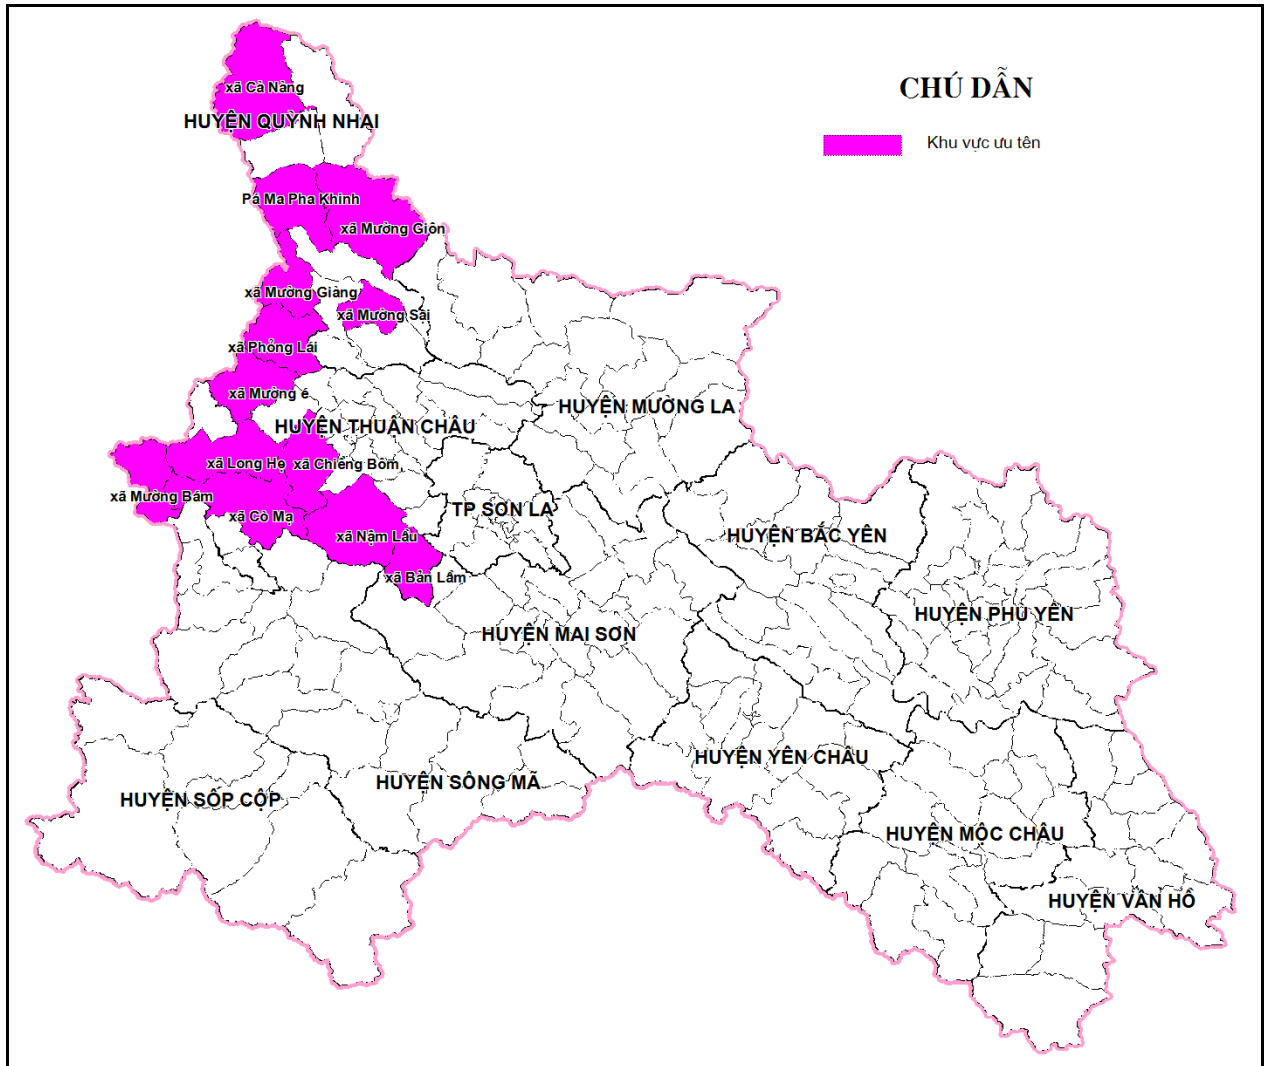 CHÚ DẪN
Khu vực ưu tên
xã Cà Nàng
HUYỆN QUỲNH NHAI
Pá Ma Pha Khinh
xã Mường Giôn
xã Mường Giàng
xã Mường Sại
xã Phỏng Lái
xã Mường é
HUYỆN MƯỜNG LA
HUYỆN THUẬN CHÂU
xã Long Hẹ
xã Chiềng Bôm
xã Mường Bám
TP SƠN LA
xã Cò Mạ
xã Nậm Lầu
HUYỆN BẮC YÊN
xã Bản Lầm
HUYỆN PHÙ YÊN
HUYỆN MAI SƠN
HUYỆN YÊN CHÂU
HUYỆN SÔNG MÃ
HUYỆN SỐP CỘP
HUYỆN MỘC CHÂU
HUYỆN VÂN HỒ